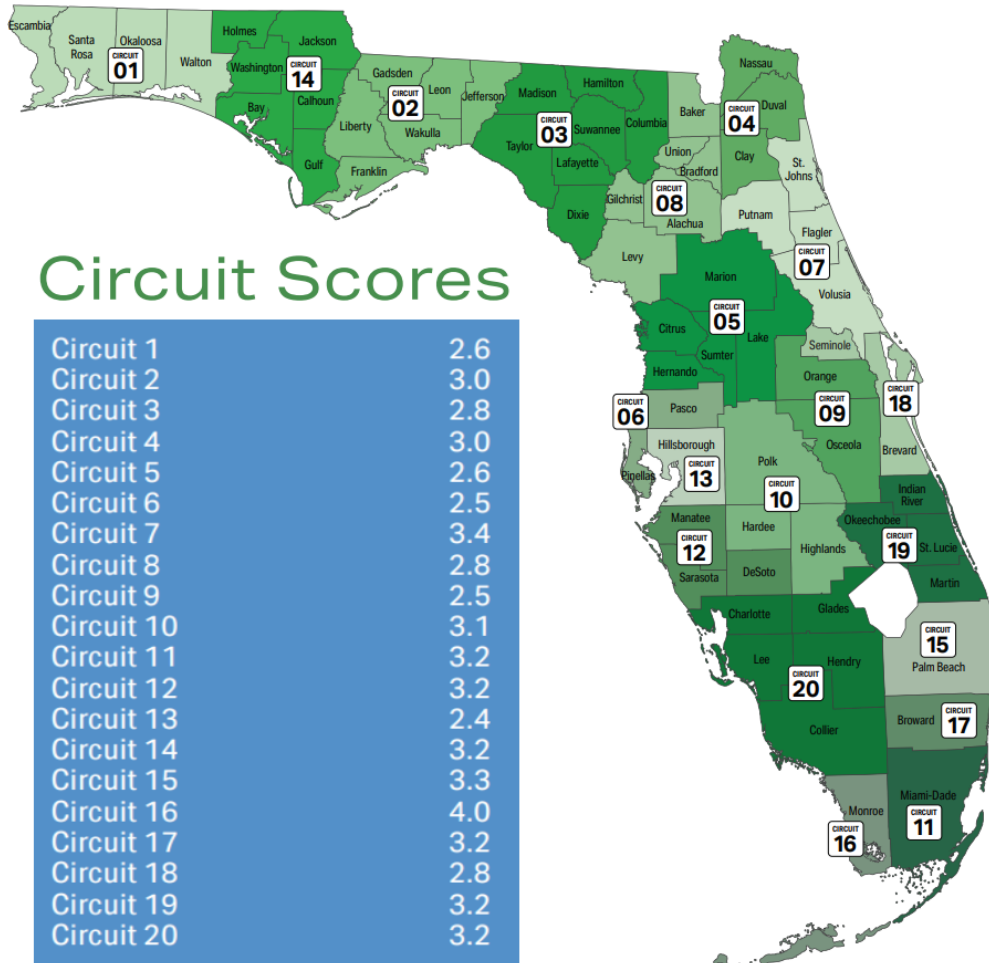 Escambia
Santa
Rosa
Okaloosa
Walton
CIRCUIT
01
Holmes
Jackson
Washington
CIRCUIT
14
Bay
Calhoun
Gulf
Gadsden
Leon
Jefferson
CIRCUIT
02
Liberty
Wakulla
Franklin
Madison
Hamilton
CIRCUIT
03
Suwannee
Columbia
Taylor
Lafayette
Dixie
Nassau
Baker
CIRCUIT
04
Duval
Clay
Union
Bradford
St.
Johns
Gilchrist
CIRCUIT
08
Alachua
Putnam
Levy
Flagler
CIRCUIT
07
Volusia
Marion
CIRCUIT
05
Citrus
Lake
Sumter
Hernando
Seminole
Orange
CIRCUIT
09
Osceola
CIRCUIT
18
Brevard
CIRCUIT
06
Pasco
Pinellas
Hillsborough
CIRCUIT
13
Polk
CIRCUIT
10
Hardee
Highlands
Indian
River
Okeechobee
CIRCUIT
19
St. Lucie
Martin
Manatee
CIRCUIT
12
Sarasota
DeSoto
Charlotte
Glades
Lee
Hendry
CIRCUIT
20
Collier
CIRCUIT
15
Palm Beach
Broward
CIRCUIT
17
Miami-Dade
CIRCUIT
11
Monroe
CIRCUIT
16
Circuit Scores
Circuit 1 2.6
Circuit 2 3.0
Circuit 3 2.8
Circuit 4 3.0
Circuit 5 2.6
Circuit 6 2.5
Circuit 7 3.4
Circuit 8 2.8
Circuit 9 2.5
Circuit 10 3.1
Circuit 11 3.2
Circuit 12 3.2
Circuit 13 2.4
Circuit 14 3.2
Circuit 15 3.3
Circuit 16 4.0
Circuit 17 3.2
Circuit 18 2.8
Circuit 19 3.2
Circuit 20 3.2